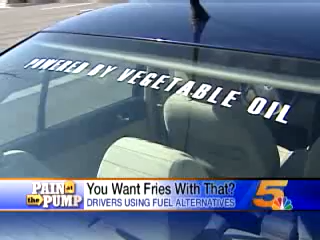 POWERED BY VEGETABLE OIL
PAIN at the PUMP
You Want Fries With That?
DRIVERS USING FUEL ALTERNATIVES
5